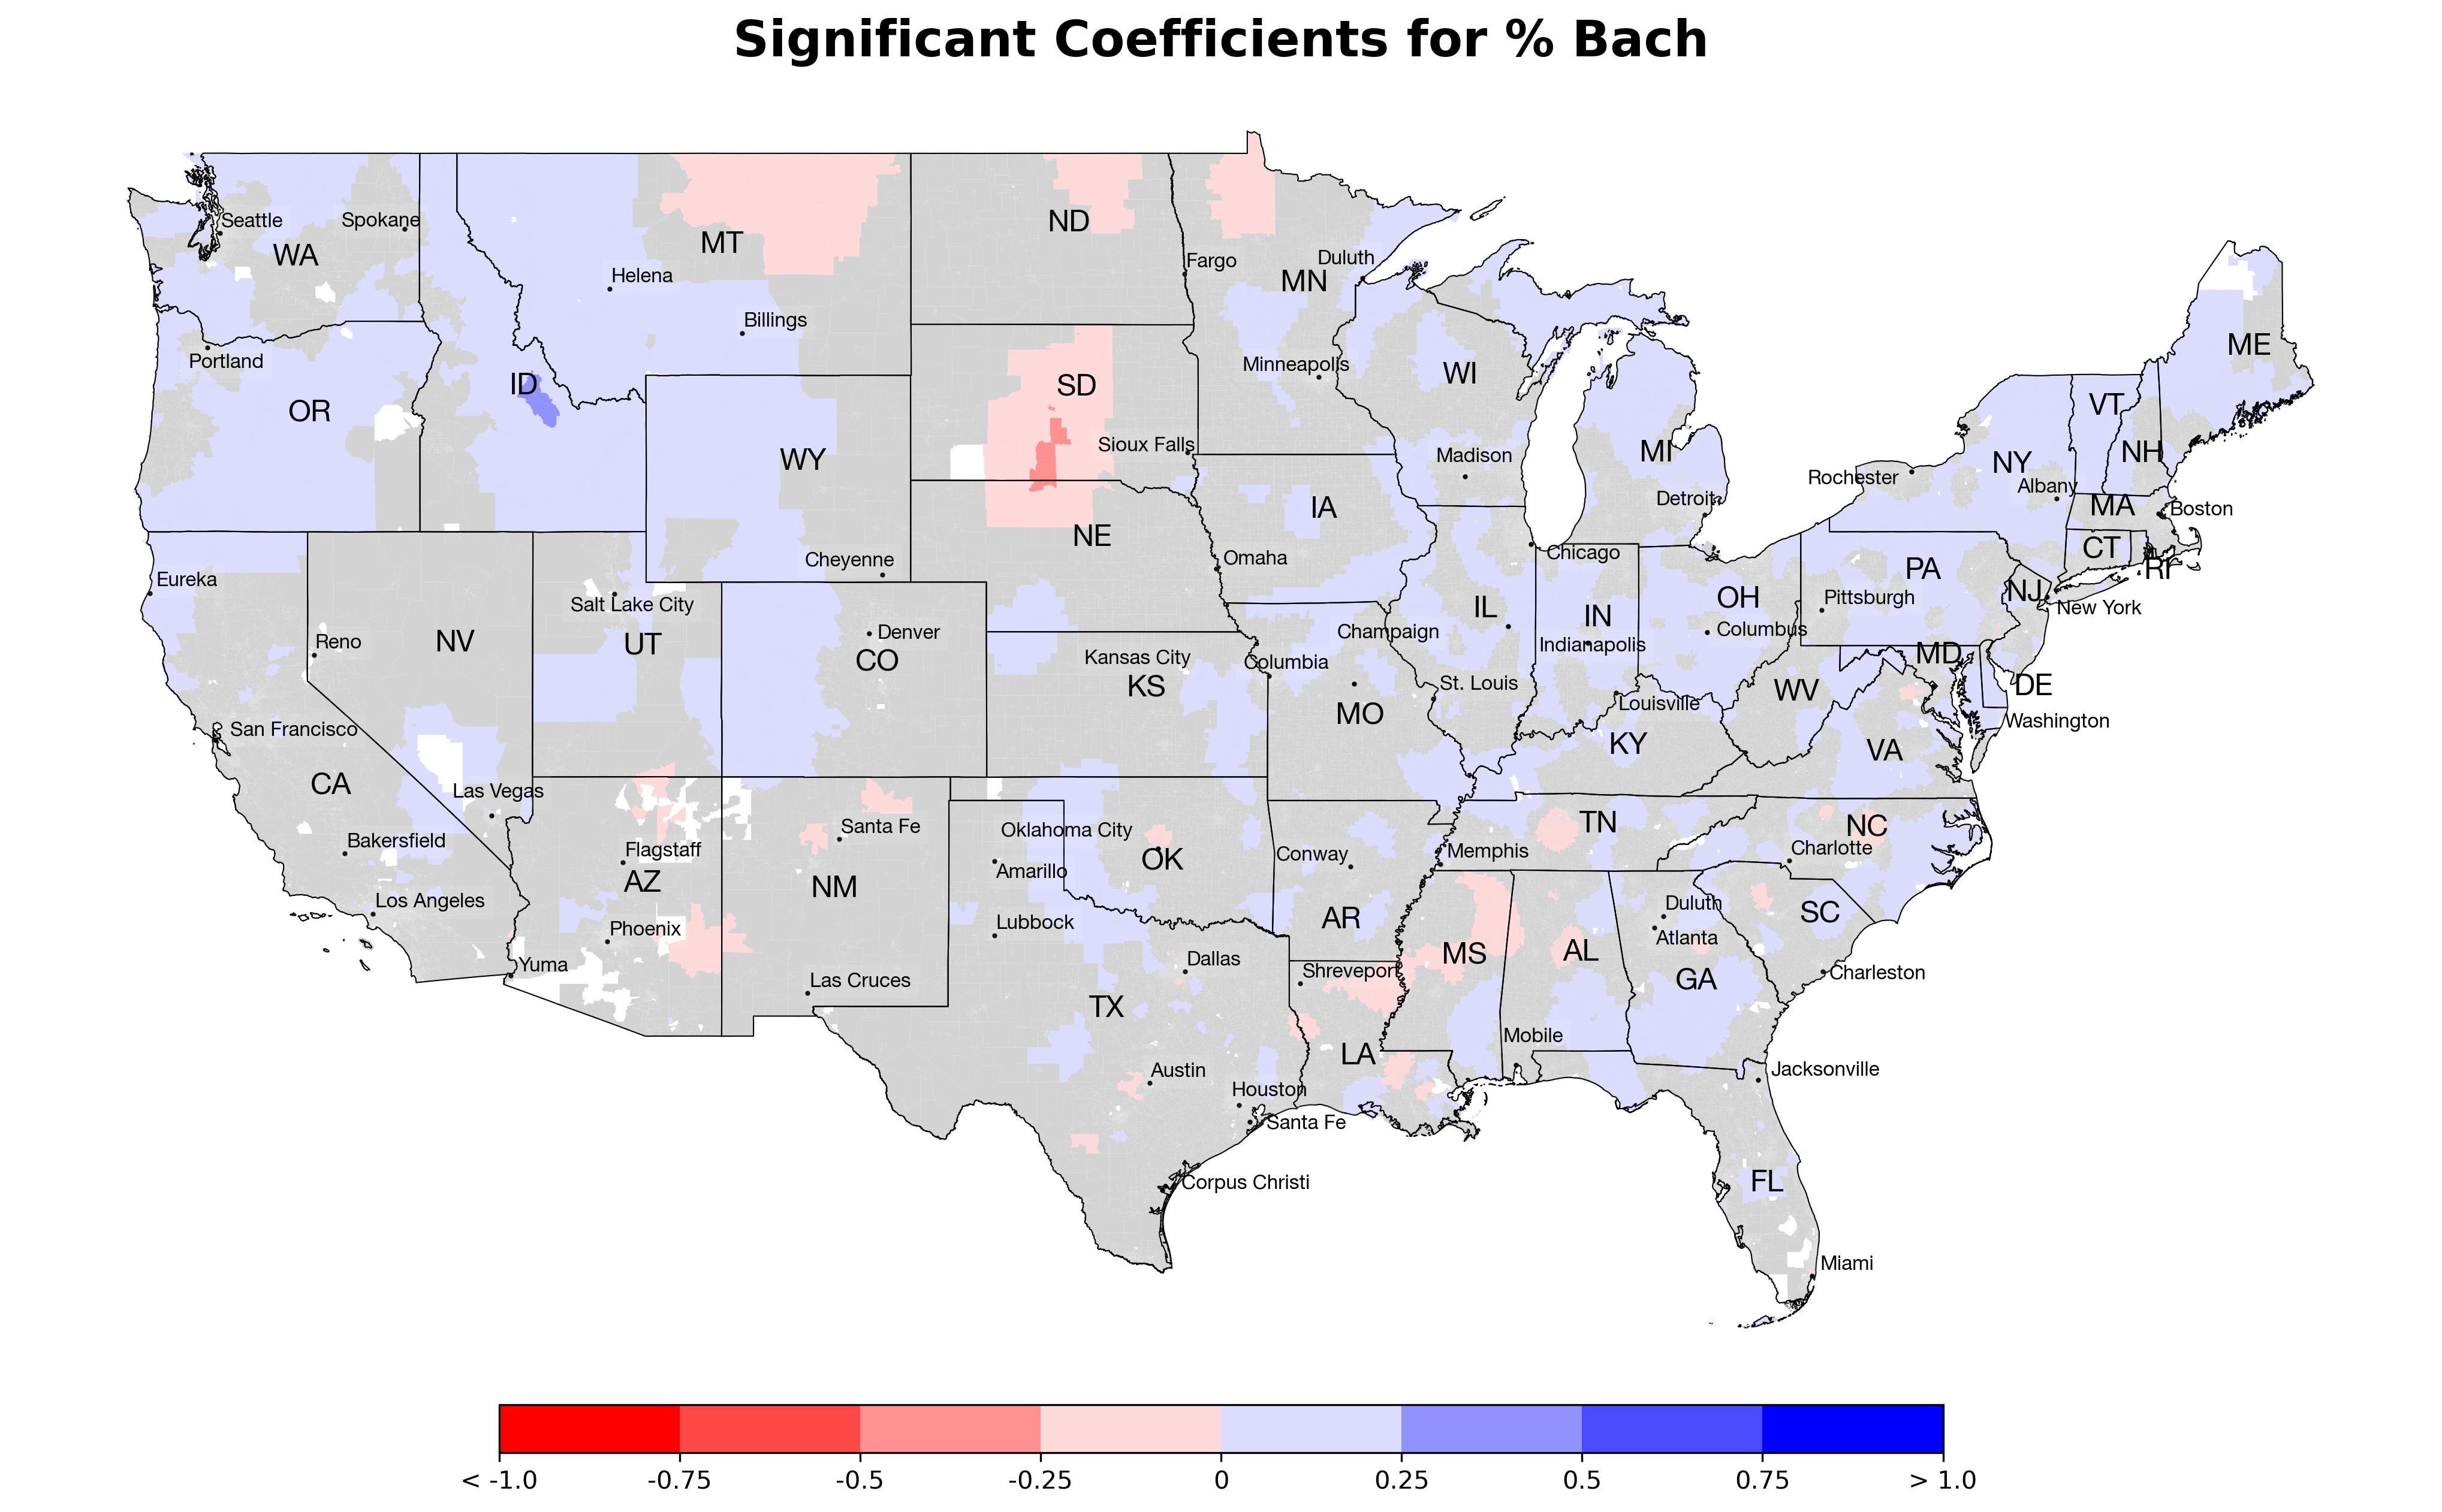 Significant Coefficients for % Bach
Seattle
Spokane
WA
MT
ND
Helena
Fargo
Duluth
MN
Billings
Portland
Minneapolis
ME
OR
ID
SD
WI
VT
WY
Sioux Falls
Madison
MI
NH
NY
Rochester
Albany
Detroit
MA
Boston
IA
NE
Cheyenne
Omaha
Chicago
CT
RI
Eureka
Salt Lake City
PA
NJ
New York
OH
Pittsburgh
IL
IN
Reno
NV
UT
Denver
CO
Champaign
Indianapolis
Columbus
MD
Kansas City
Columbia
KS
St. Louis
WV
DE
Louisville
Washington
San Francisco
MO
KY
VA
CA
Las Vegas
Bakersfield
Santa Fe
Oklahoma City
TN
NC
Charlotte
Flagstaff
AZ
NM
Amarillo
OK
Conway
Memphis
Los Angeles
Lubbock
AR
Duluth
SC
Phoenix
Atlanta
MS
AL
Yuma
Dallas
Shreveport
GA
Charleston
Las Cruces
TX
Mobile
LA
Austin
Jacksonville
Houston
Santa Fe
Corpus Christi
FL
Miami
< -1.0 -0.75 -0.5 -0.25 0 0.25 0.5 0.75 > 1.0